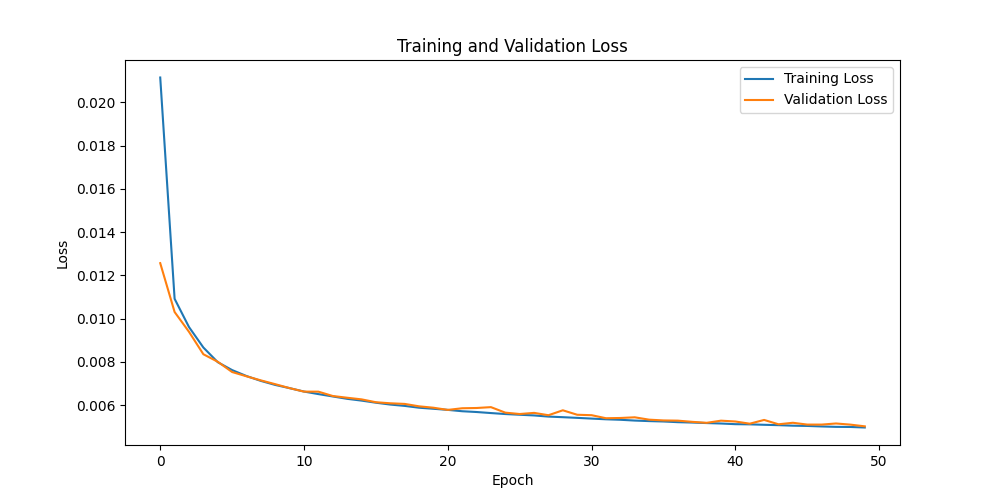 Training and Validation Loss
Training Loss
Validation Loss
0.020
0.018
0.016
0.014
0.012
0.010
0.008
0.006
Loss
0
10
20
30
40
50
Epoch